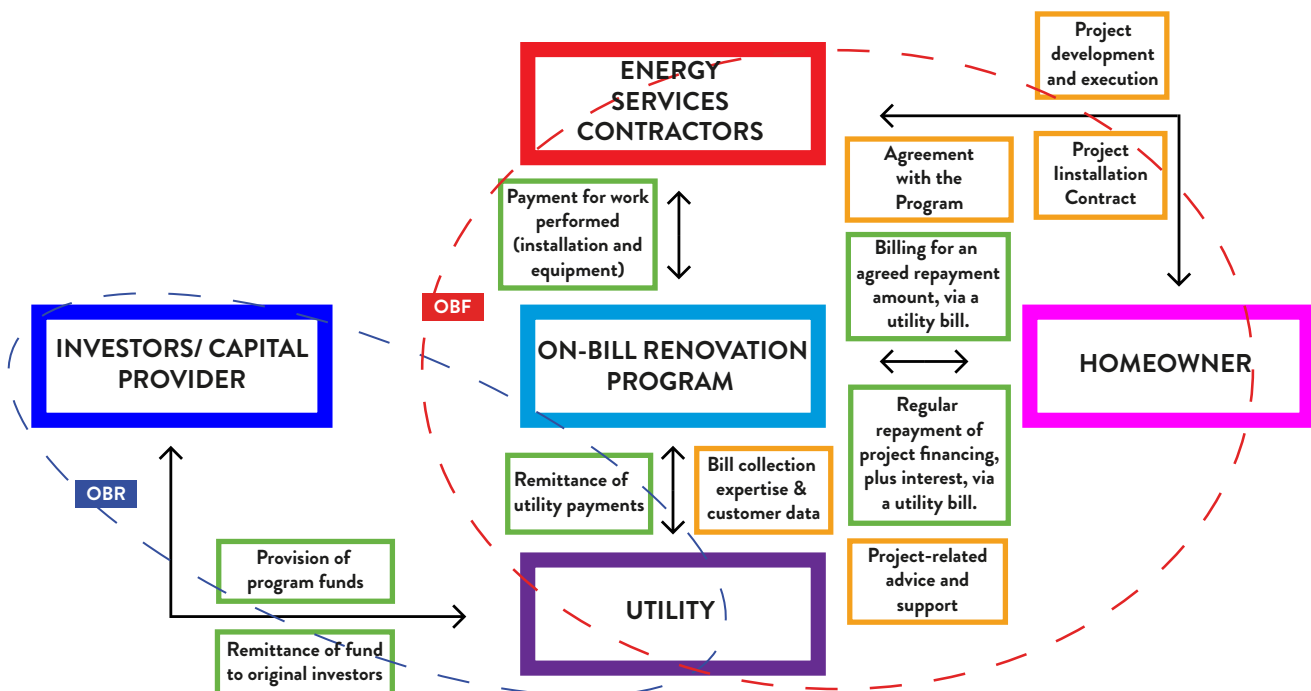 Project
development
and execution
ENERGY
SERVICES
CONTRACTORS
Agreement
with the
Program
Project
Iinstallation
Contract
Payment for work
performed
(installation and
equipment)
Billing for an
agreed repayment
amount, via a
utility bill.
OBF
INVESTORS/ CAPITAL
PROVIDER
ON-BILL RENOVATION
PROGRAM
HOMEOWNER
Regular
repayment of
project financing,
plus interest, via
a utility bill.
OBR
Remittance of
utility payments
Bill collection
expertise &
customer data
Provision of
program funds
UTILITY
Project-related
advice and
support
Remittance of fund
to original investors